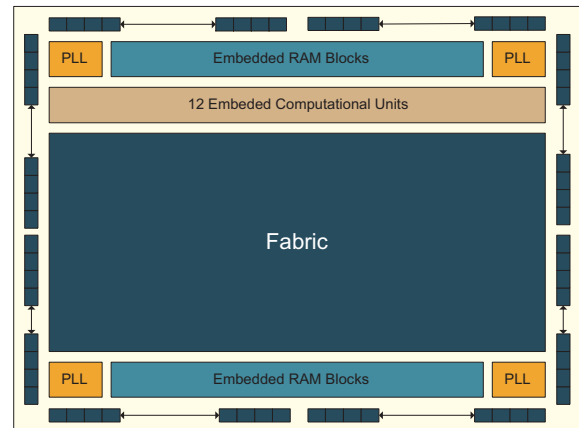 PLL Embedded RAM Blocks PLL
12 Embeded Computational Units
Fabric
PLL Embedded RAM Blocks PLL